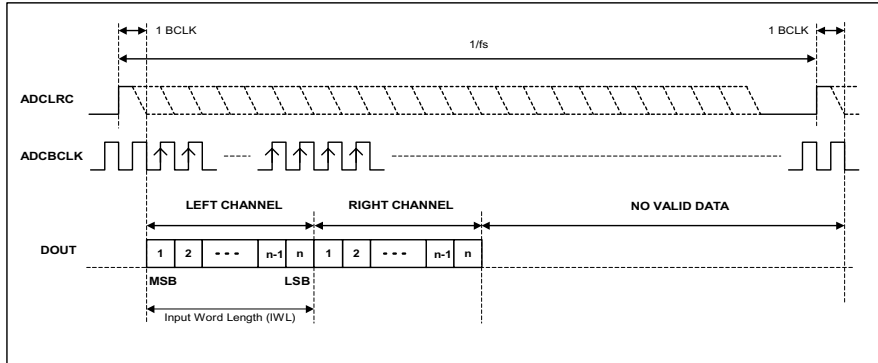 1 BCLK
1 BCLK
1/fs
ADCLRC
ADCBCLK
LEFT CHANNEL
RIGHT CHANNEL
NO VALID DATA
DOUT
1 2 n-1 n 1 2 n-1 n
MSB
LSB
Input Word Length (IWL)